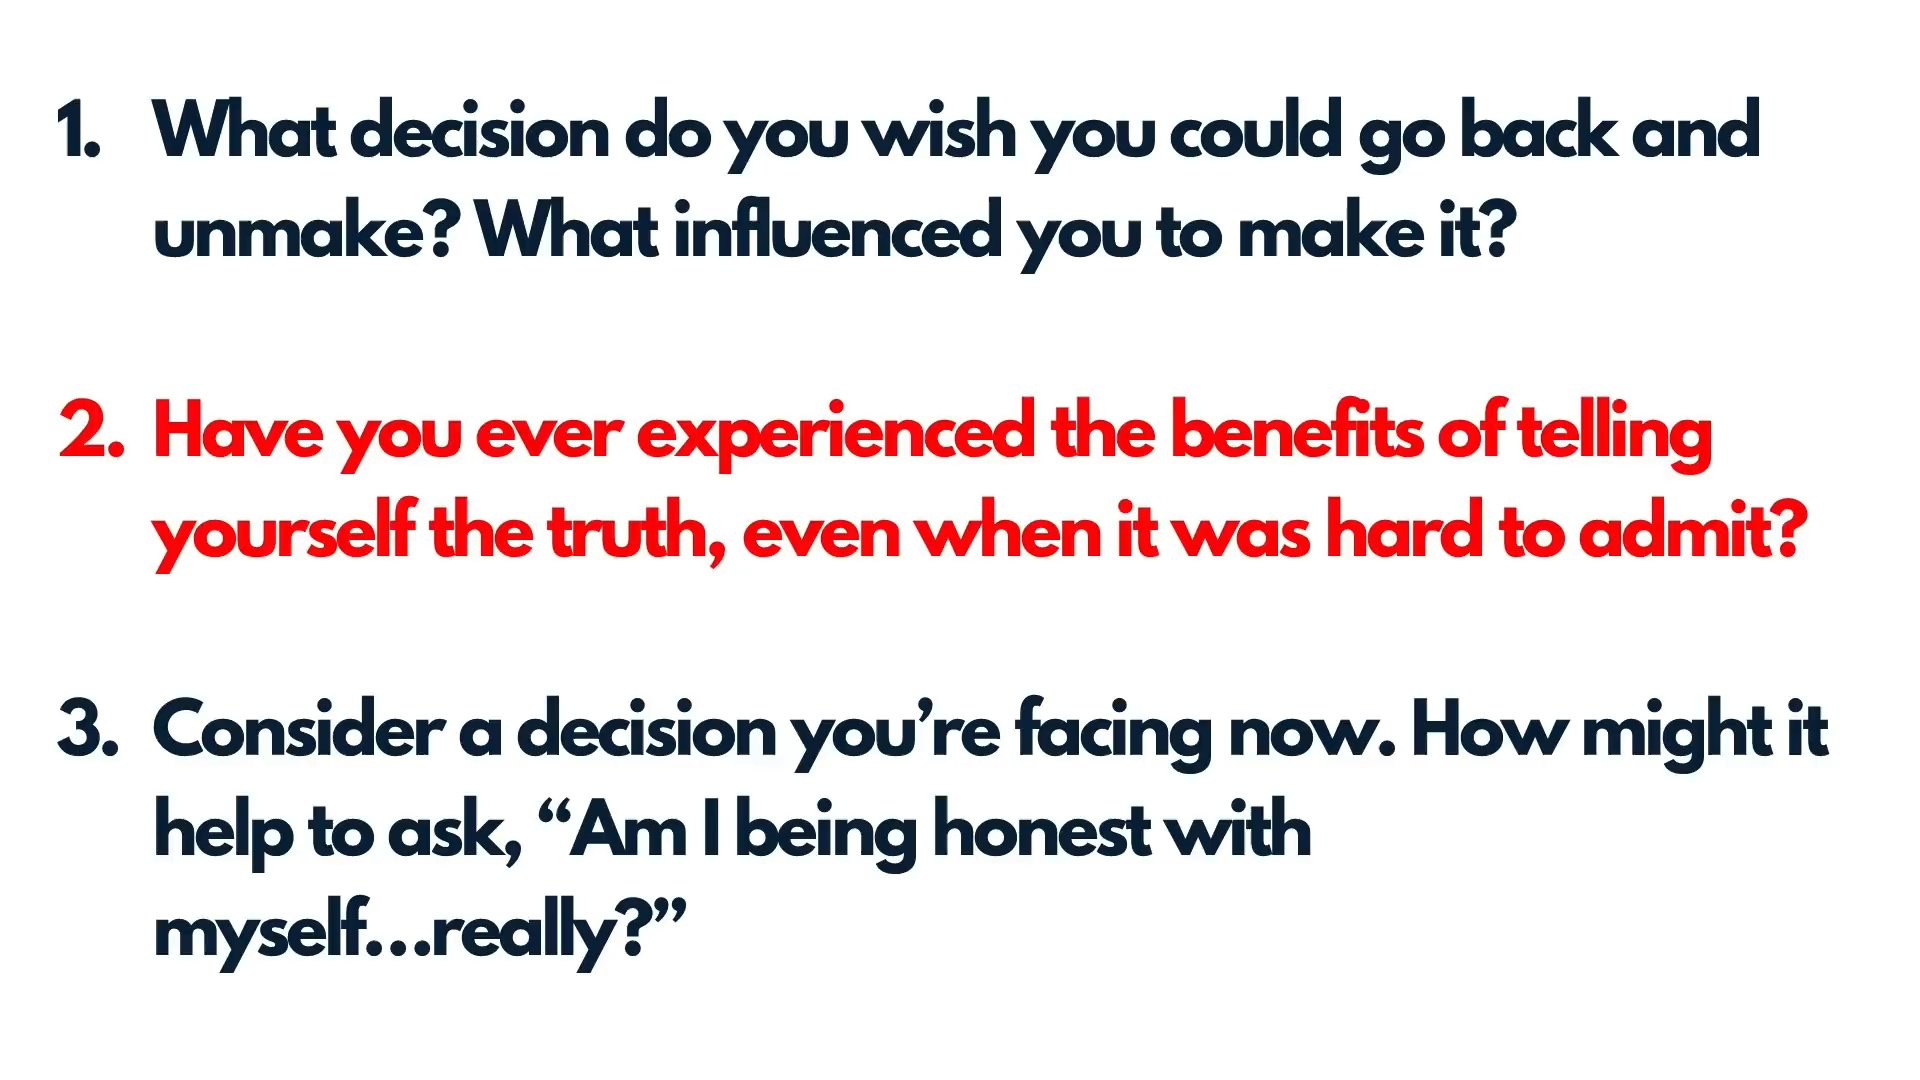 1. What decision do you wish you could go back and
unmake? What influenced you to make it?
2. Have you ever experienced the benefits of telling
yourself the truth, even when it was hard to admit?
3. Consider a decision you’re facing now. How might it
help to ask, “Am I being honest with
myself...really?”